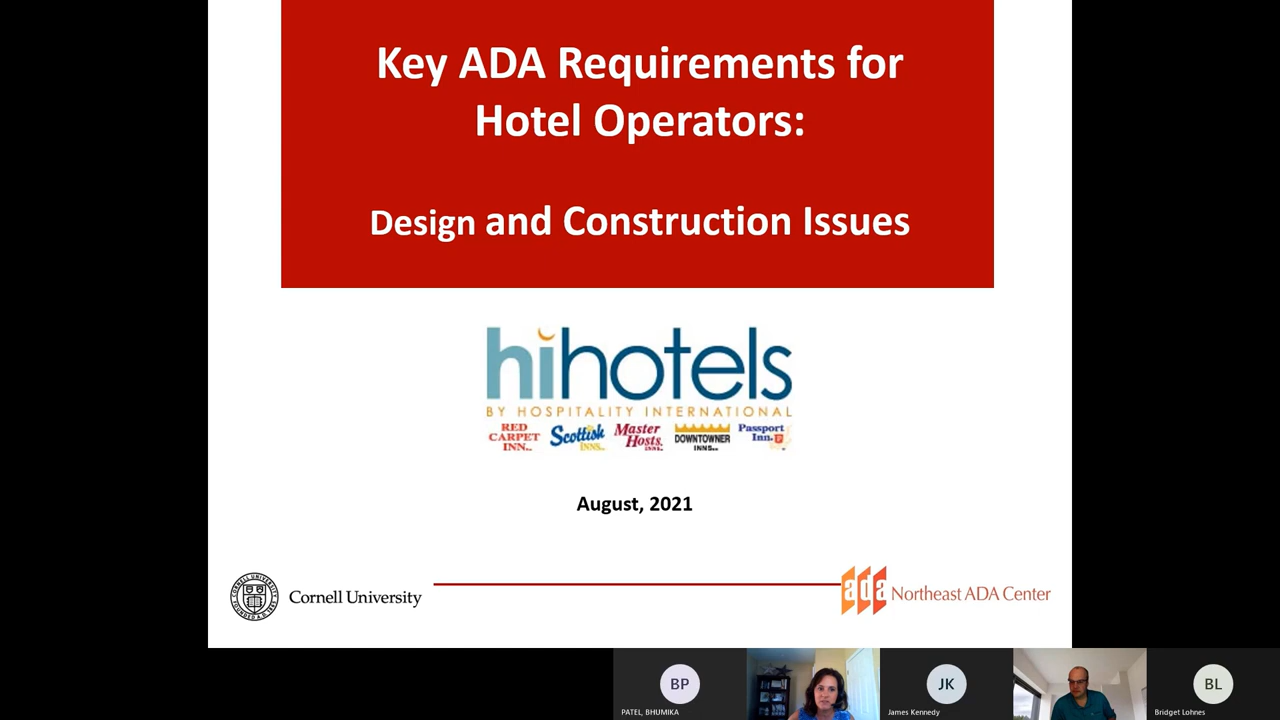 Key ADA Requirements for
Hotel Operators:
Design and Construction Issues
hihotels
BY HOSPITALITY INTERNATIONAL
RED
CARPET
INN
Scottish
INNS
Master
Hosts
INNS
DOWNTOWNER
INNS
Passport
Inn
August, 2021
Cornell University
ada Northeast ADA Center
BP
JK
BL
PATEL, BHUMIKA
James Kennedy
Bridget Lohnes